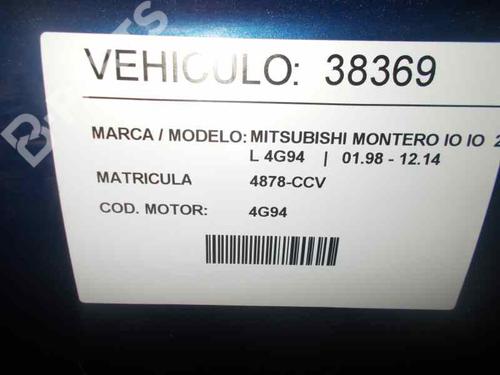 VEHICULO: 38369
MARCA / MODELO: MITSUBISHI MONTERO IO IO 2
L 4G94 | 01.98 - 12.14
MATRICULA 4878-CCV
COD. MOTOR: 4G94